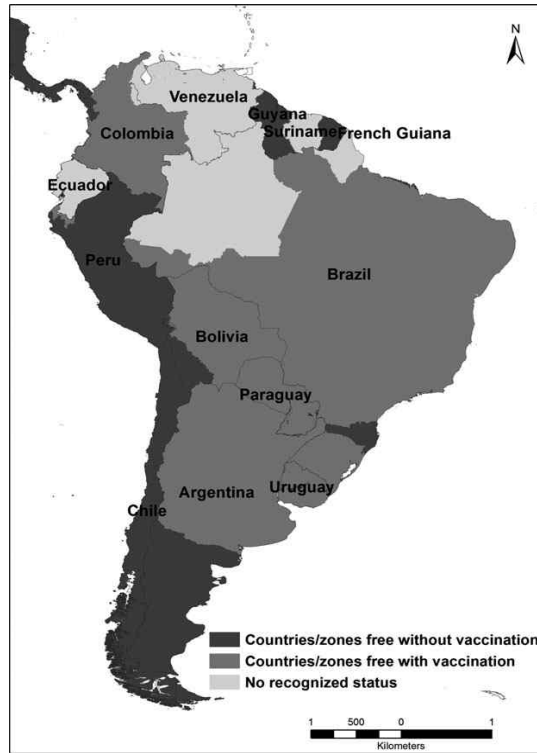 N
Venezuela
Guyana
Suriname
French Guiana
Colombia
Ecuador
Peru
Brazil
Bolivia
Paraguay
Uruguay
Argentina
Chile
Countries/zones free without vaccination
Countries/zones free with vaccination
No recognized status
1 500 0 1
Kilometers